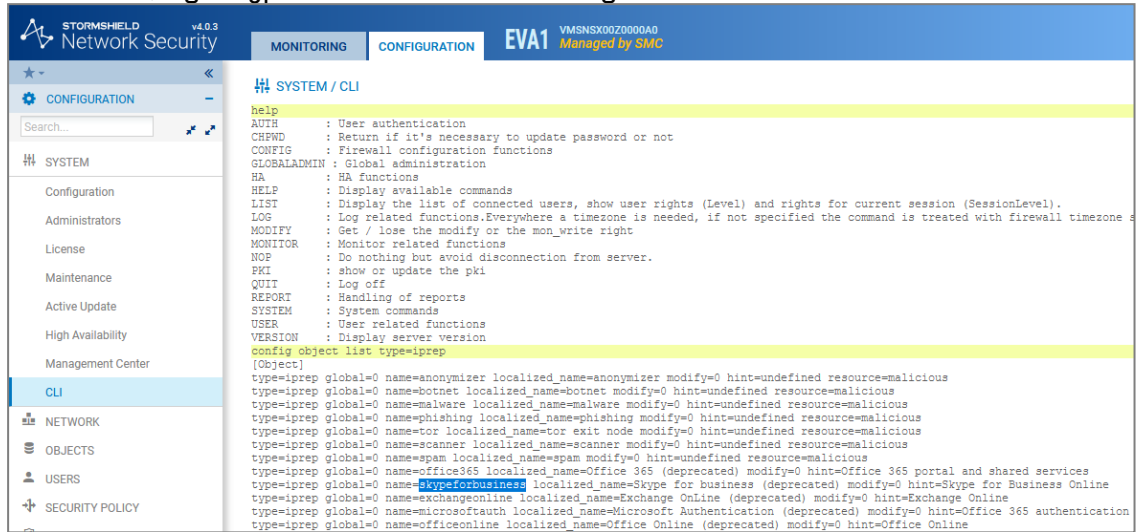 STORMSHIELD v4.0.3
Network Security
MONITORING CONFIGURATION EVA1 VMSNSX00Z0000A0
Managed by SMC
CONFIGURATION
Search...
SYSTEM
Configuration
Administrators
License
Maintenance
Active Update
High Availability
Management Center
CLI
NETWORK
OBJECTS
USERS
SECURITY POLICY
SYSTEM / CLI
help
AUTH : User authentication
CHPWD : Return if it's necessary to update password or not
CONFIG : Firewall configuration functions
GLOBALADMIN : Global administration
HA : HA functions
HELP : Display available commands
LIST : Display the list of connected users, show user rights (Level) and rights for current session (SessionLevel).
LOG : Log related functions.Everywhere a timezone is needed, if not specified the command is treated with firewall timezone s
MODIFY : Get / lose the modify or the mon_write right
MONITOR : Monitor related functions
NOP : Do nothing but avoid disconnection from server.
PKI : show or update the pki
QUIT : Log off
REPORT : Handling of reports
SYSTEM : System commands
USER : User related functions
VERSION : Display server version
config object list type=iprep
[Object]
type=iprep global=0 name=anonymizer localized_name=anonymizer modify=0 hint=undefined resource=malicious
type=iprep global=0 name=botnet localized_name=botnet modify=0 hint=undefined resource=malicious
type=iprep global=0 name=malware localized_name=malware modify=0 hint=undefined resource=malicious
type=iprep global=0 name=phishing localized_name=phishing modify=0 hint=undefined resource=malicious
type=iprep global=0 name=tor localized_name=tor exit node modify=0 hint=undefined resource=malicious
type=iprep global=0 name=scanner localized_name=scanner modify=0 hint=undefined resource=malicious
type=iprep global=0 name=spam localized_name=spam modify=0 hint=undefined resource=malicious
type=iprep global=0 name=office365 localized_name=Office 365 (deprecated) modify=0 hint=Office 365 portal and shared services
type=iprep global=0 name=skypeforbusiness localized_name=Skype for business (deprecated) modify=0 hint=Skype for Business Online
type=iprep global=0 name=exchangeonline localized_name=Exchange OnLine (deprecated) modify=0 hint=Exchange Online
type=iprep global=0 name=microsoftauth localized_name=Microsoft Authentication (deprecated) modify=0 hint=Office 365 authentication
type=iprep global=0 name=officeonline localized_name=Office Online (deprecated) modify=0 hint=Office Online